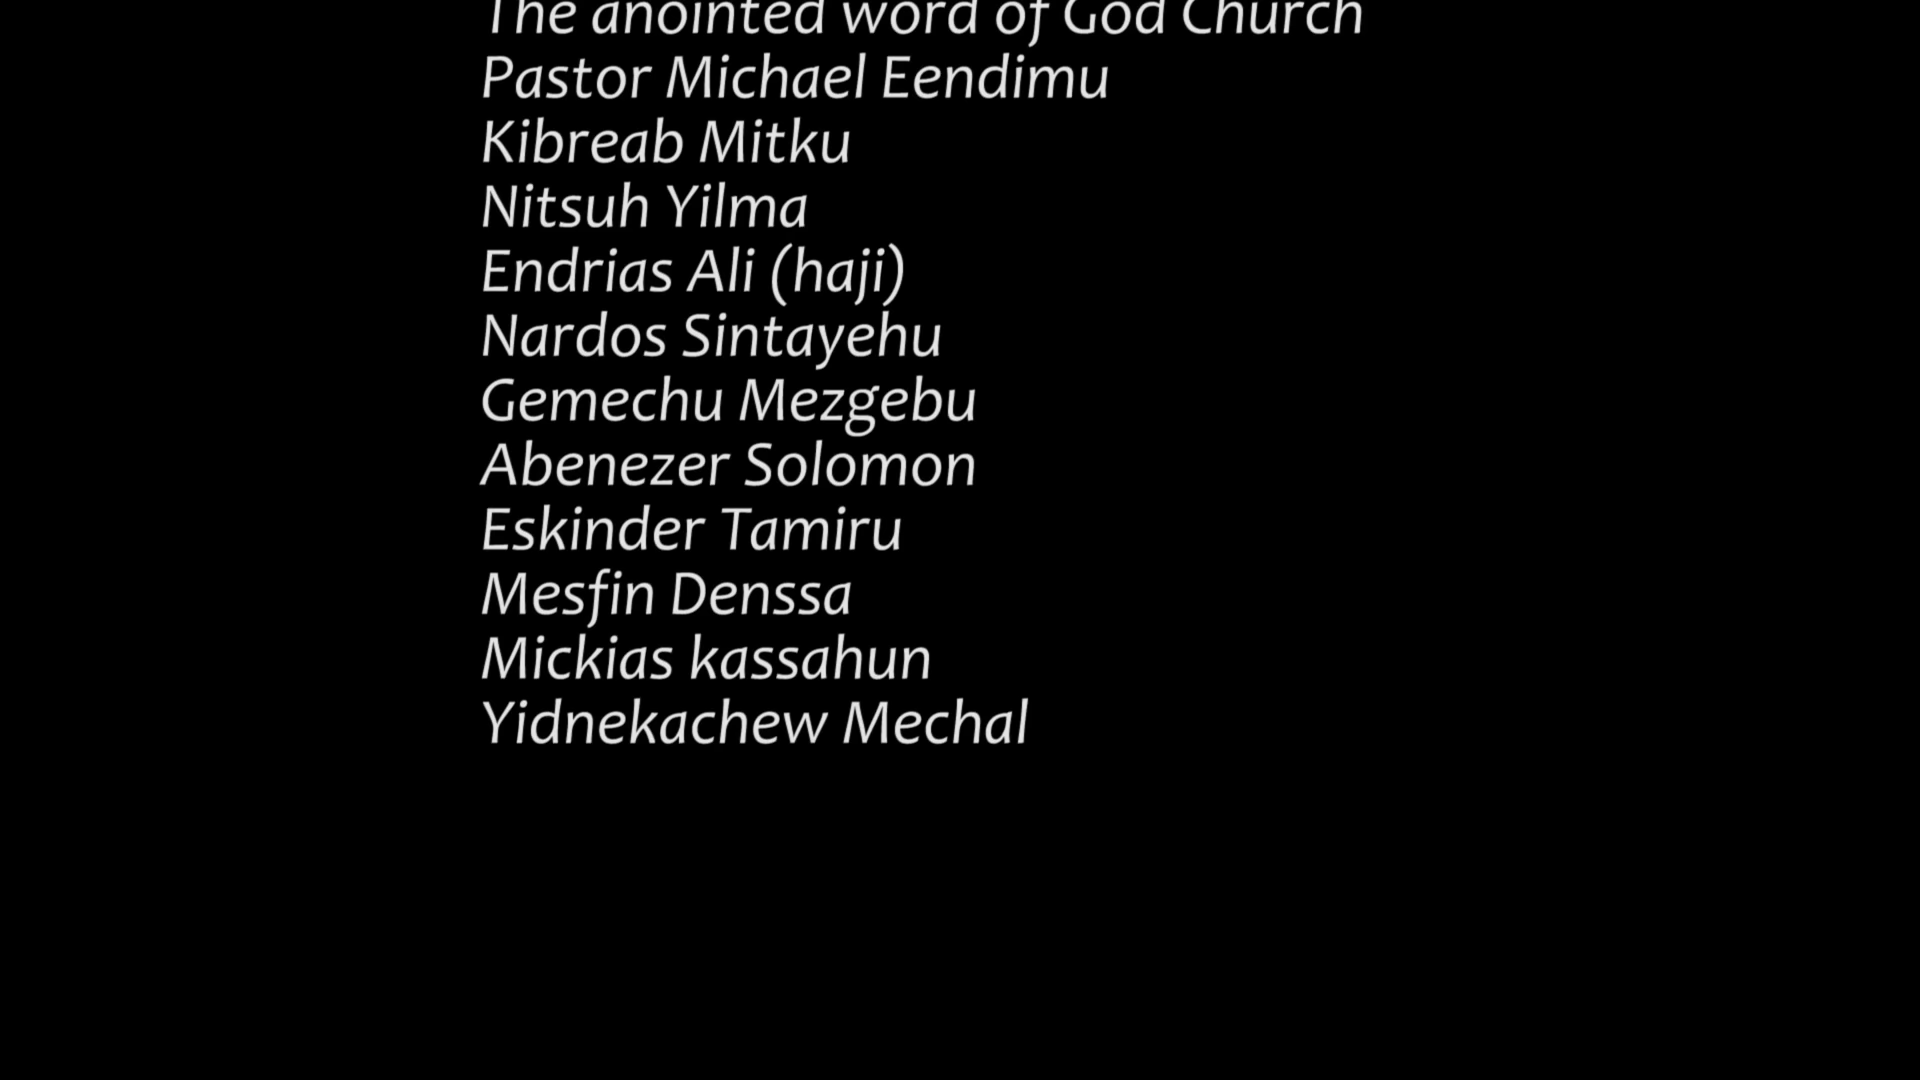 The anointed word of God Church
Pastor Michael Eendimu
Kibreab Mitku
Nitsuh Yilma
Endrias Ali (haji)
Nardos Sintayehu
Gemechu Mezgebu
Abenezer Solomon
Eskinder Tamiru
Mesfin Denssa
Mickias kassahun
Yidnekachew Mechal